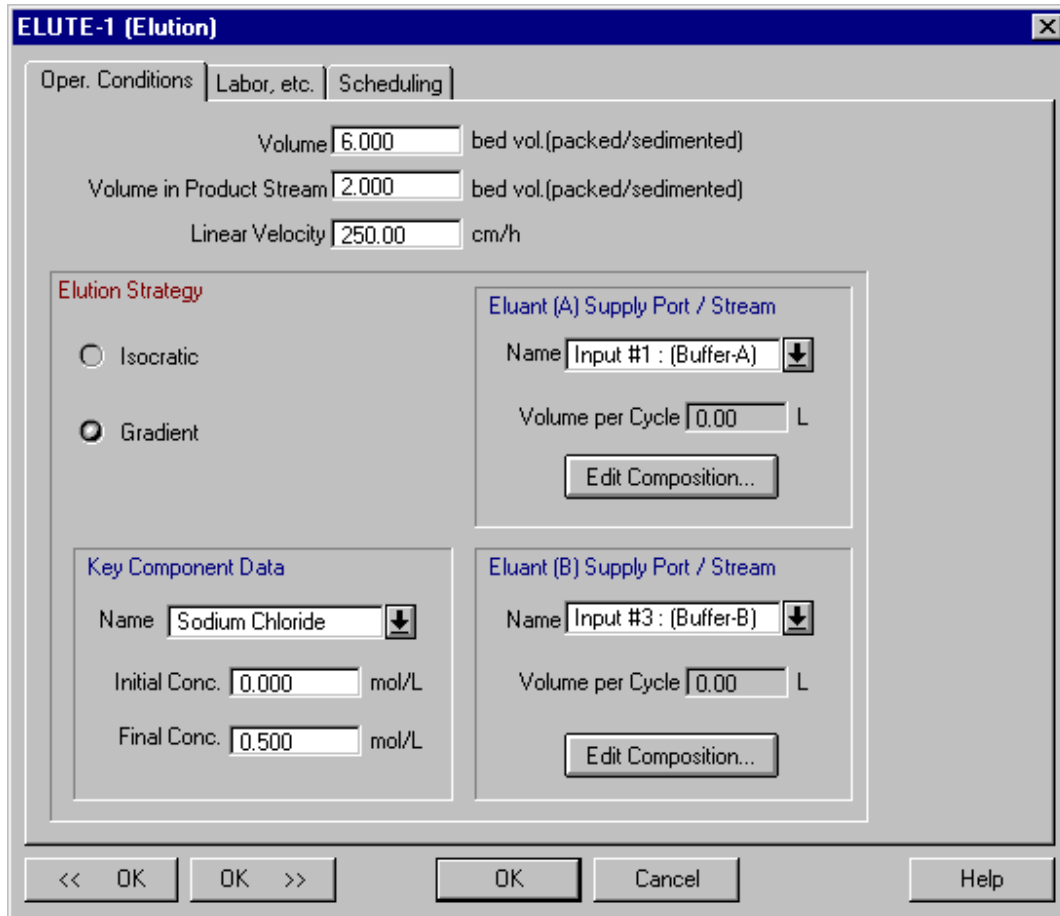 ELUTE-1 (Elution)
Oper. Conditions Labor, etc. Scheduling
Volume 6.000 bed vol.(packed/sedimented)
Volume in Product Stream 2.000 bed vol.(packed/sedimented)
Linear Velocity 250.00 cm/h
Elution Strategy
Isocratic
Gradient
Eluant (A) Supply Port / Stream
Name Input #1 : (Buffer-A)
Volume per Cycle 0.00 L
Edit Composition...
Key Component Data
Name Sodium Chloride
Initial Conc. 0.000 mol/L
Final Conc. 0.500 mol/L
Eluant (B) Supply Port / Stream
Name Input #3 : (Buffer-B)
Volume per Cycle 0.00 L
Edit Composition...
<< OK OK >> OK Cancel Help